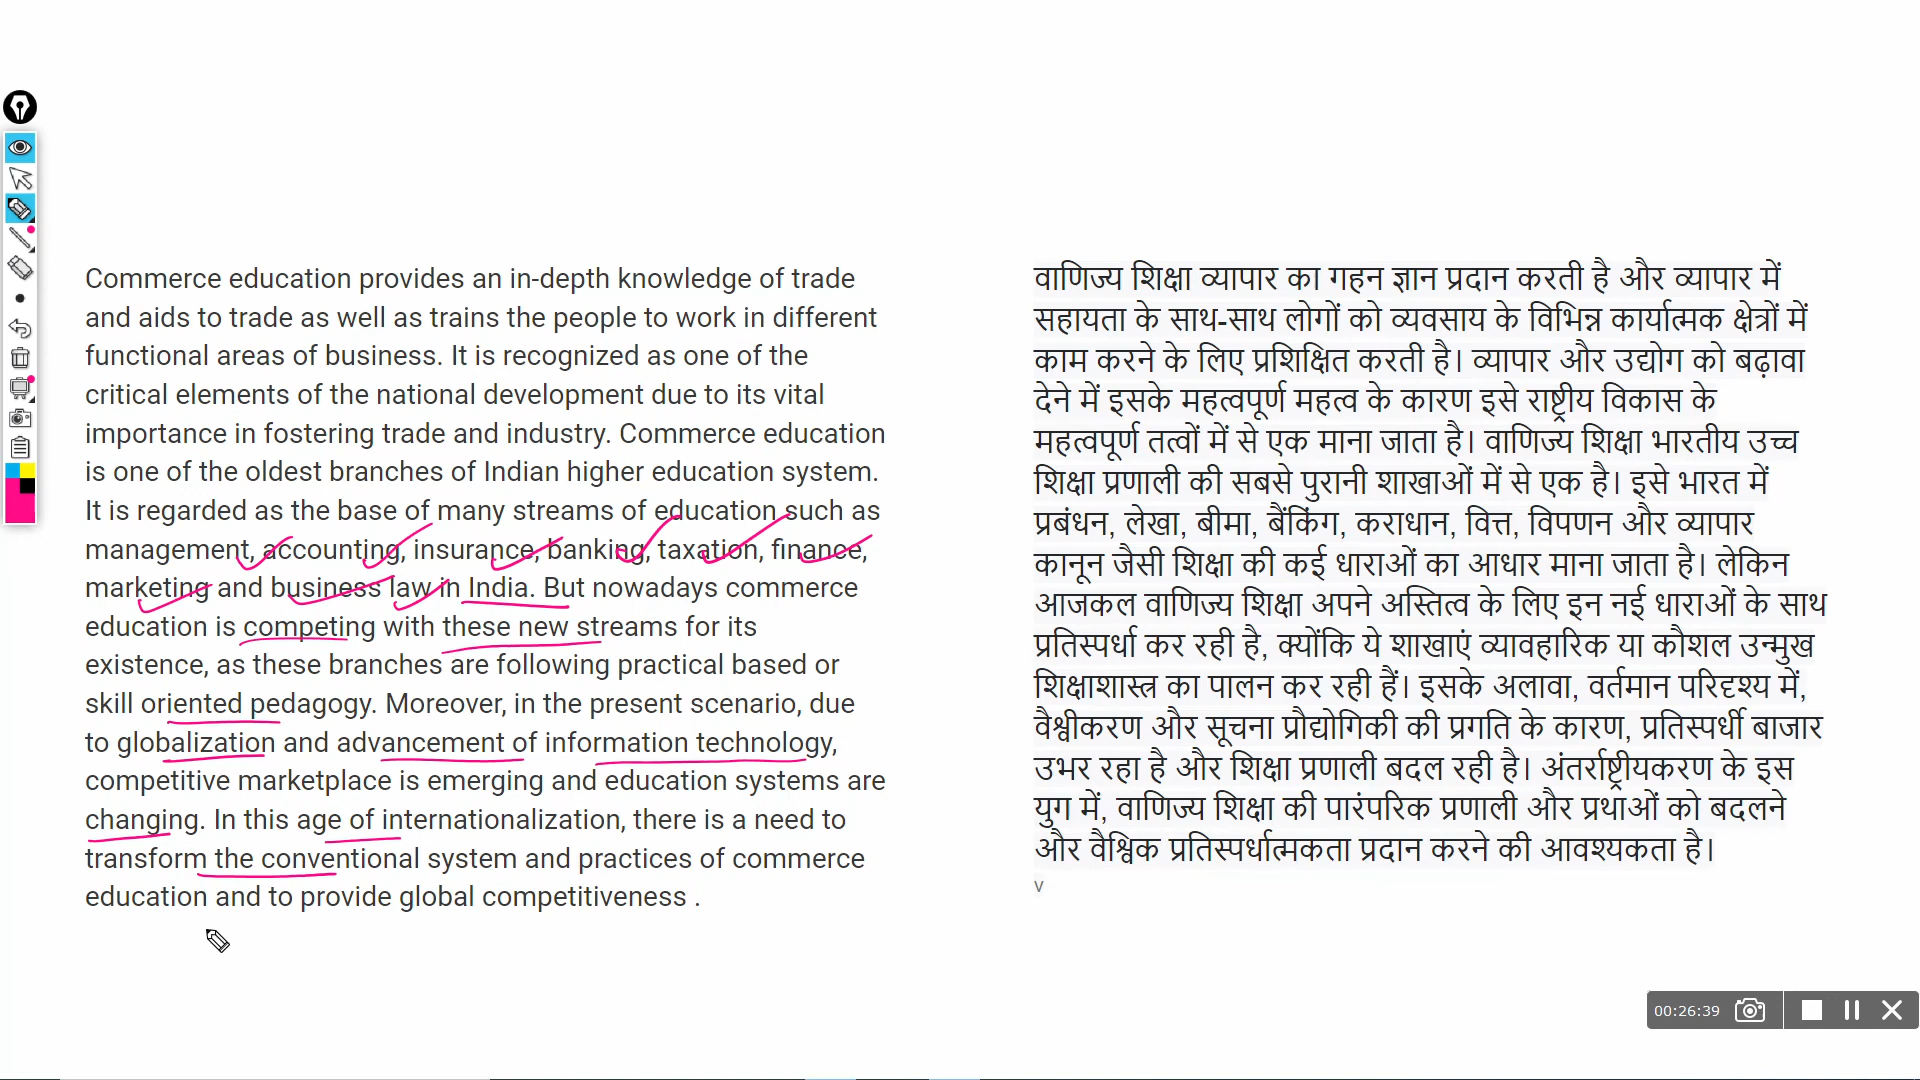 Commerce education provides an in-depth knowledge of trade
and aids to trade as well as trains the people to work in different
functional areas of business. It is recognized as one of the
critical elements of the national development due to its vital
importance in fostering trade and industry. Commerce education
is one of the oldest branches of Indian higher education system.
It is regarded as the base of many streams of education such as
management, accounting, insurance, banking, taxation, finance,
marketing and business law in India. But nowadays commerce
education is competing with these new streams for its
existence, as these branches are following practical based or
skill oriented pedagogy. Moreover, in the present scenario, due
to globalization and advancement of information technology,
competitive marketplace is emerging and education systems are
changing. In this age of internationalization, there is a need to
transform the conventional system and practices of commerce
education and to provide global competitiveness .
वाणिज्य शिक्षा व्यापार का गहन ज्ञान प्रदान करती है और व्यापार में
सहायता के साथ-साथ लोगों को व्यवसाय के विभिन्न कार्यात्मक क्षेत्रों में
काम करने के लिए प्रशिक्षित करती है। व्यापार और उद्योग को बढ़ावा
देने में इसके महत्वपूर्ण महत्व के कारण इसे राष्ट्रीय विकास के
महत्वपूर्ण तत्वों में से एक माना जाता है। वाणिज्य शिक्षा भारतीय उच्च
शिक्षा प्रणाली की सबसे पुरानी शाखाओं में से एक है। इसे भारत में
प्रबंधन, लेखा, बीमा, बैंकिंग, कराधान, वित्त, विपणन और व्यापार
कानून जैसी शिक्षा की कई धाराओं का आधार माना जाता है। लेकिन
आजकल वाणिज्य शिक्षा अपने अस्तित्व के लिए इन नई धाराओं के साथ
प्रतिस्पर्धा कर रही है, क्योंकि ये शाखाएं व्यावहारिक या कौशल उन्मुख
शिक्षाशास्त्र का पालन कर रही हैं। इसके अलावा, वर्तमान परिदृश्य में,
वैश्वीकरण और सूचना प्रौद्योगिकी की प्रगति के कारण, प्रतिस्पर्धी बाजार
उभर रहा है और शिक्षा प्रणाली बदल रही है। अंतर्राष्ट्रीयकरण के इस
युग में, वाणिज्य शिक्षा की पारंपरिक प्रणाली और प्रथाओं को बदलने
और वैश्विक प्रतिस्पर्धात्मकता प्रदान करने की आवश्यकता है।
v
00:26:39